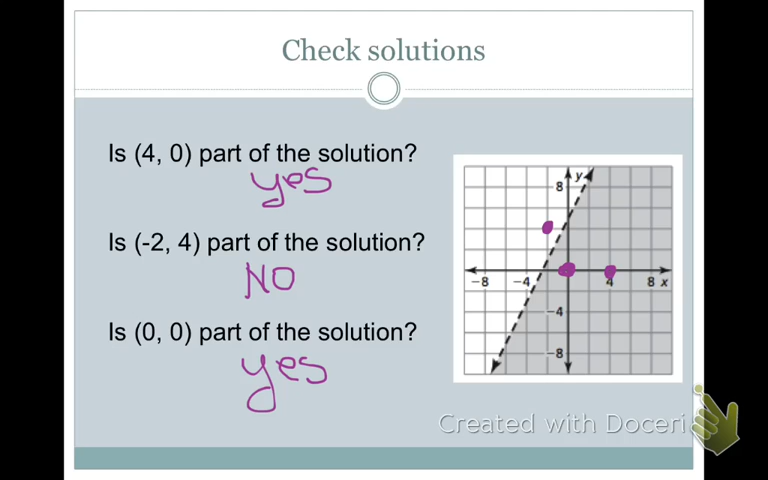 Check solutions
Is (4, 0) part of the solution?
yes
Is (-2, 4) part of the solution?
NO
Is (0, 0) part of the solution?
yes
y
8
-8
-4
4
8
x
-4
-8
Created with Doceri